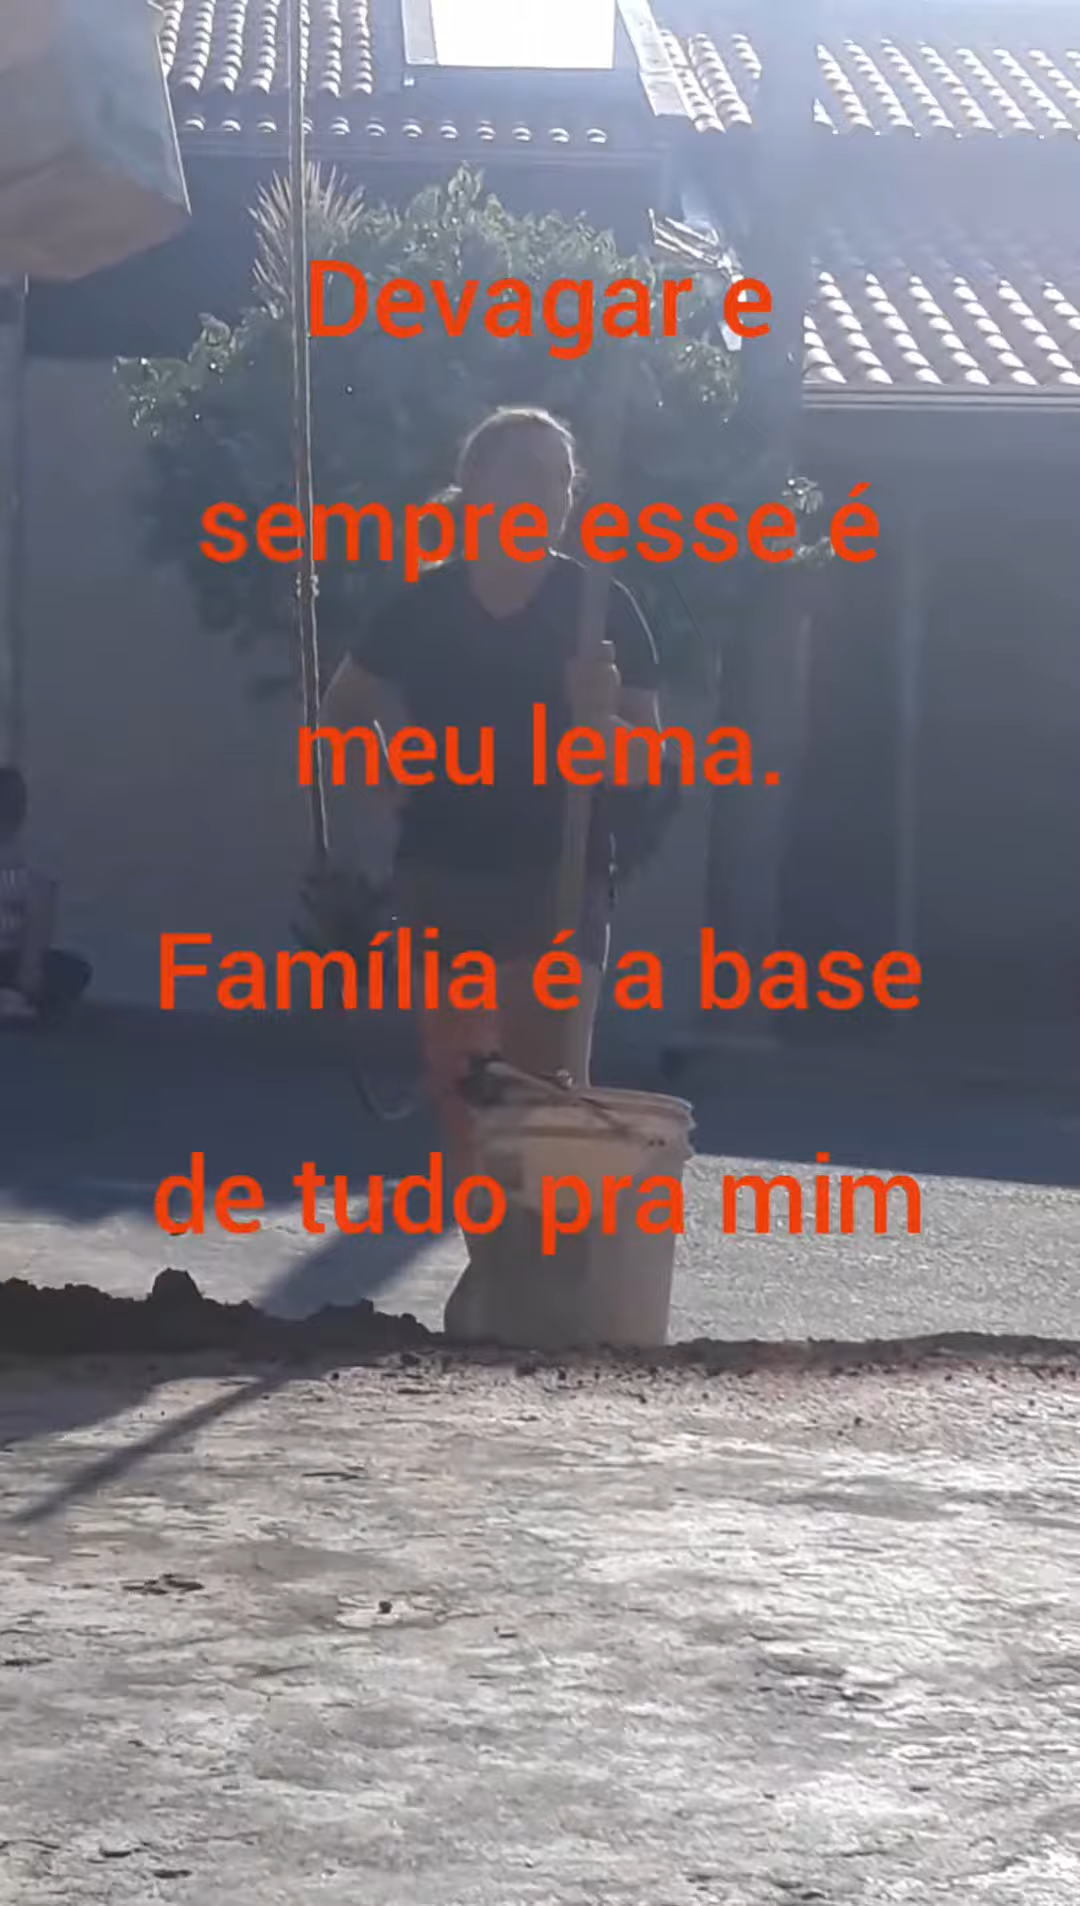 Devagar e
sempre esse é
meu lema.
Família é a base
de tudo pra mim